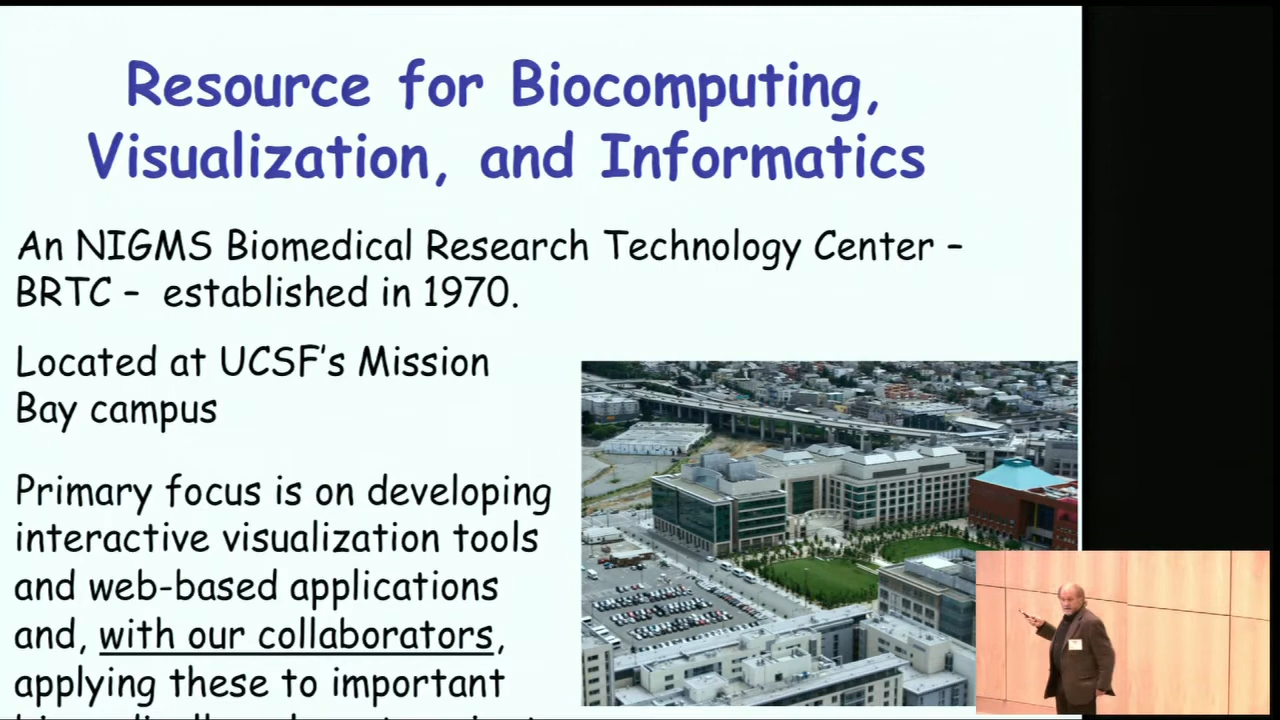 Resource for Biocomputing,
Visualization, and Informatics
An NIGMS Biomedical Research Technology Center –
BRTC – established in 1970.
Located at UCSF's Mission
Bay campus
Primary focus is on developing
interactive visualization tools
and web-based applications
and, with our collaborators,
applying these to important